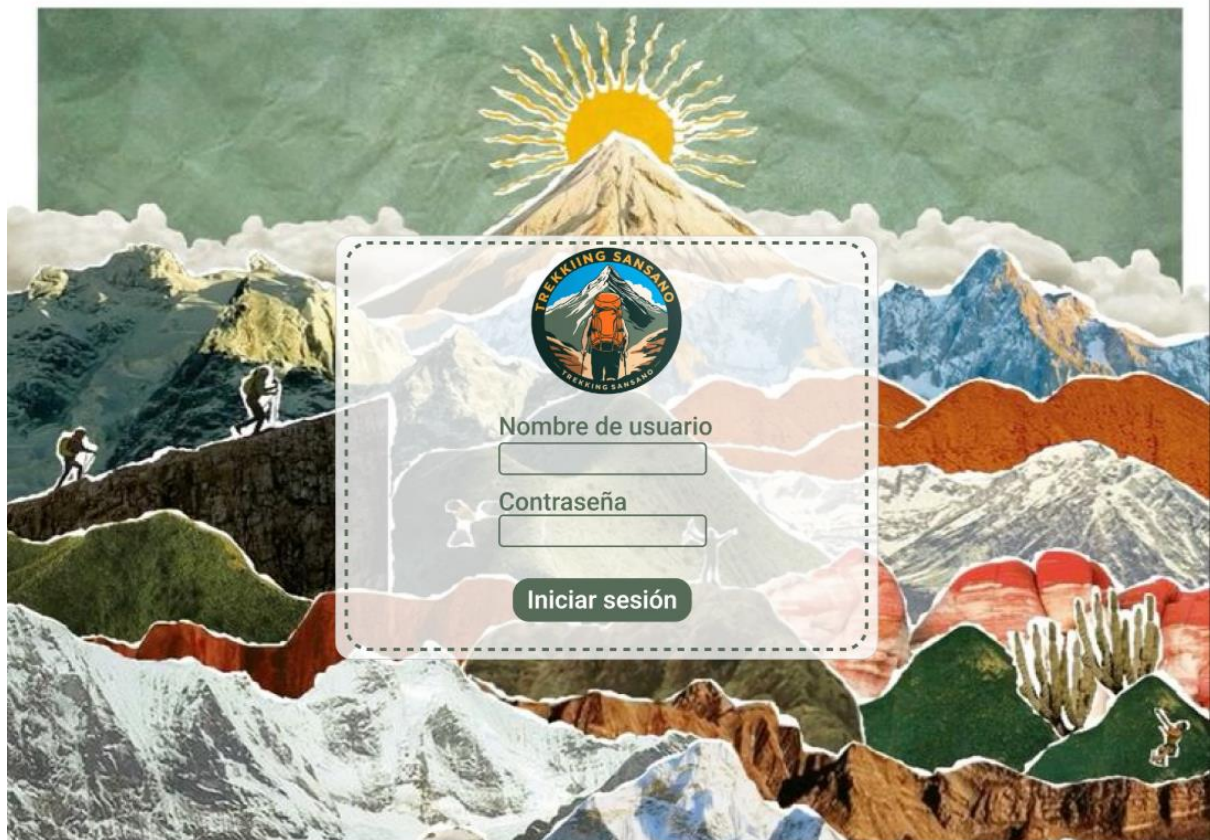 TREKKIING SANSANO
TREKKING SANSANO
Nombre de usuario
Contraseña
Iniciar sesión